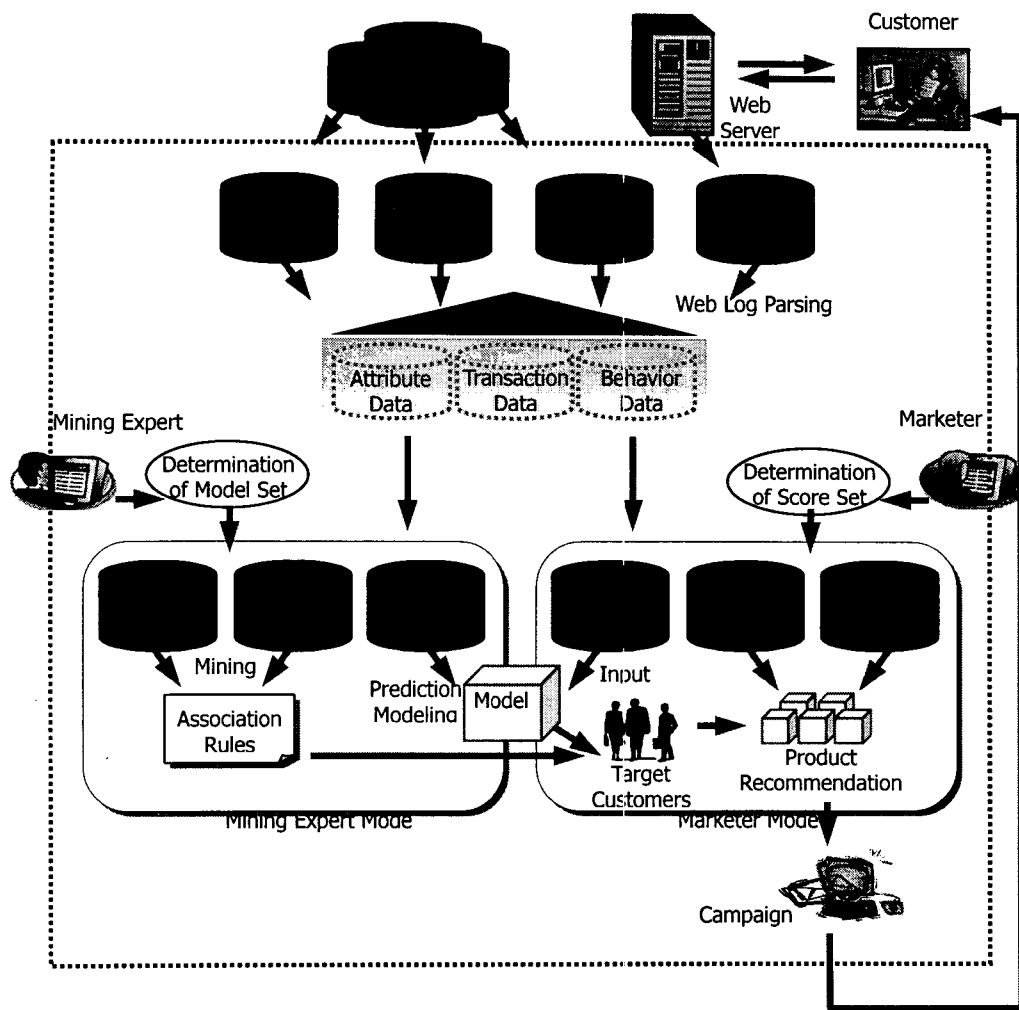 Customer
Web
Server
Web Log Parsing
Attribute
Data
Transaction
Data
Behavior
Data
Mining Expert
Marketer
Determination
of Model Set
Determination
of Score Set
Mining
Prediction
Modeling
Model
Input
Association
Rules
Target
Customers
Product
Recommendation
Mining Expert Mode
Marketer Mode
Campaign